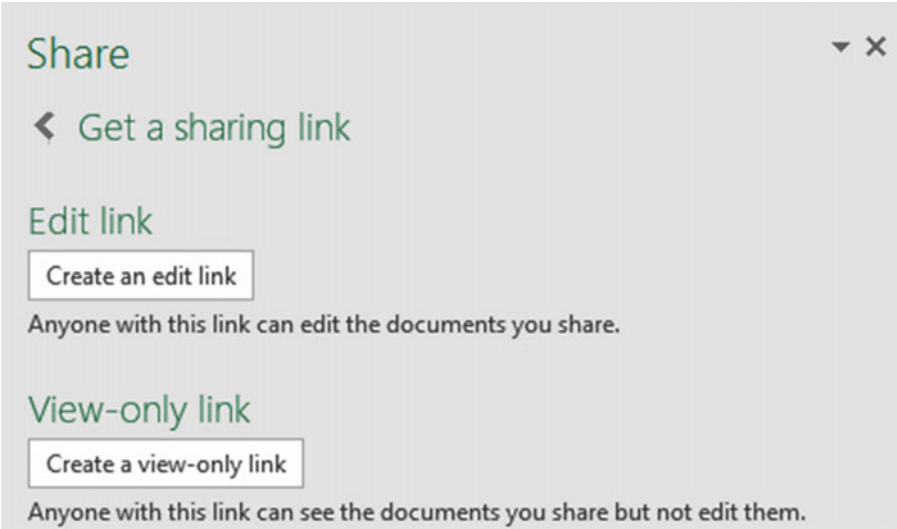 Share
Get a sharing link
Edit link
Create an edit link
Anyone with this link can edit the documents you share.
View-only link
Create a view-only link
Anyone with this link can see the documents you share but not edit them.